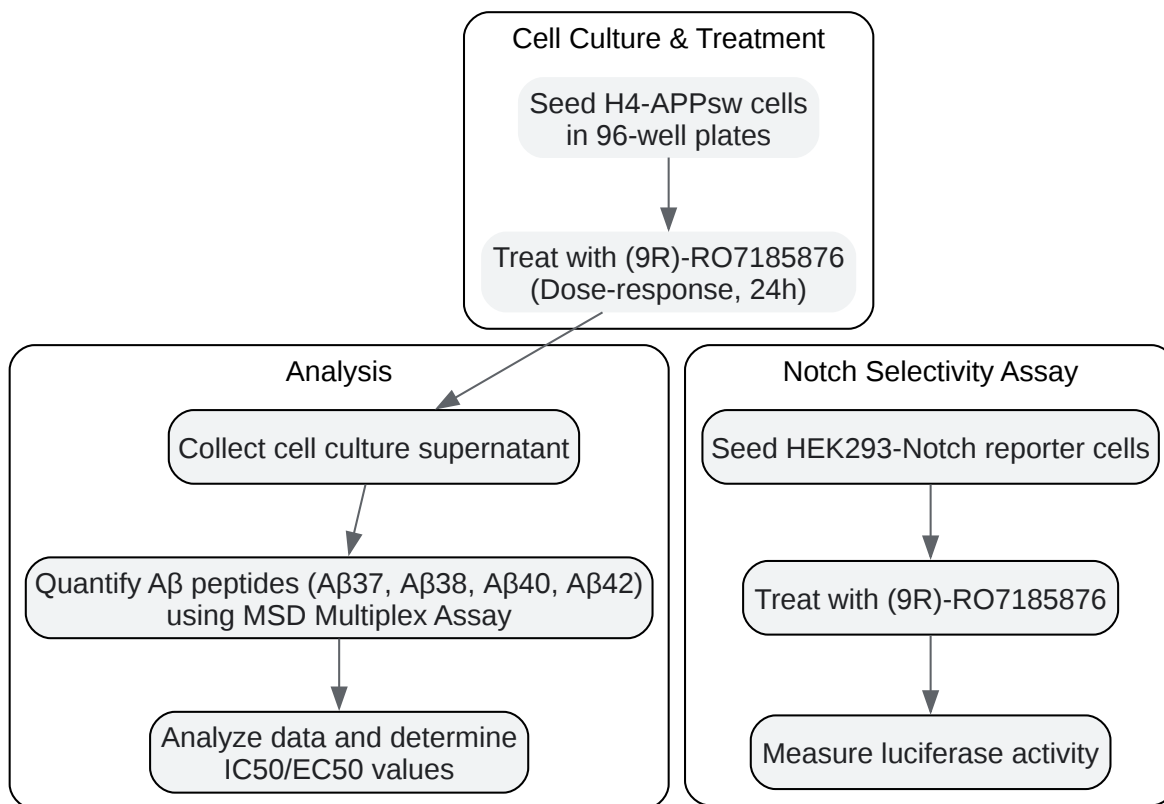 Cell Culture & Treatment
Seed H4-APPsw cells
in 96-well plates
Treat with (9R)-RO7185876
(Dose-response, 24h)
Analysis
Collect cell culture supernatant
Quantify Aβ peptides (Aβ37, Aβ38, Aβ40, Aβ42)
using MSD Multiplex Assay
Analyze data and determine
IC50/EC50 values
Notch Selectivity Assay
Seed HEK293-Notch reporter cells
Treat with (9R)-RO7185876
Measure luciferase activity